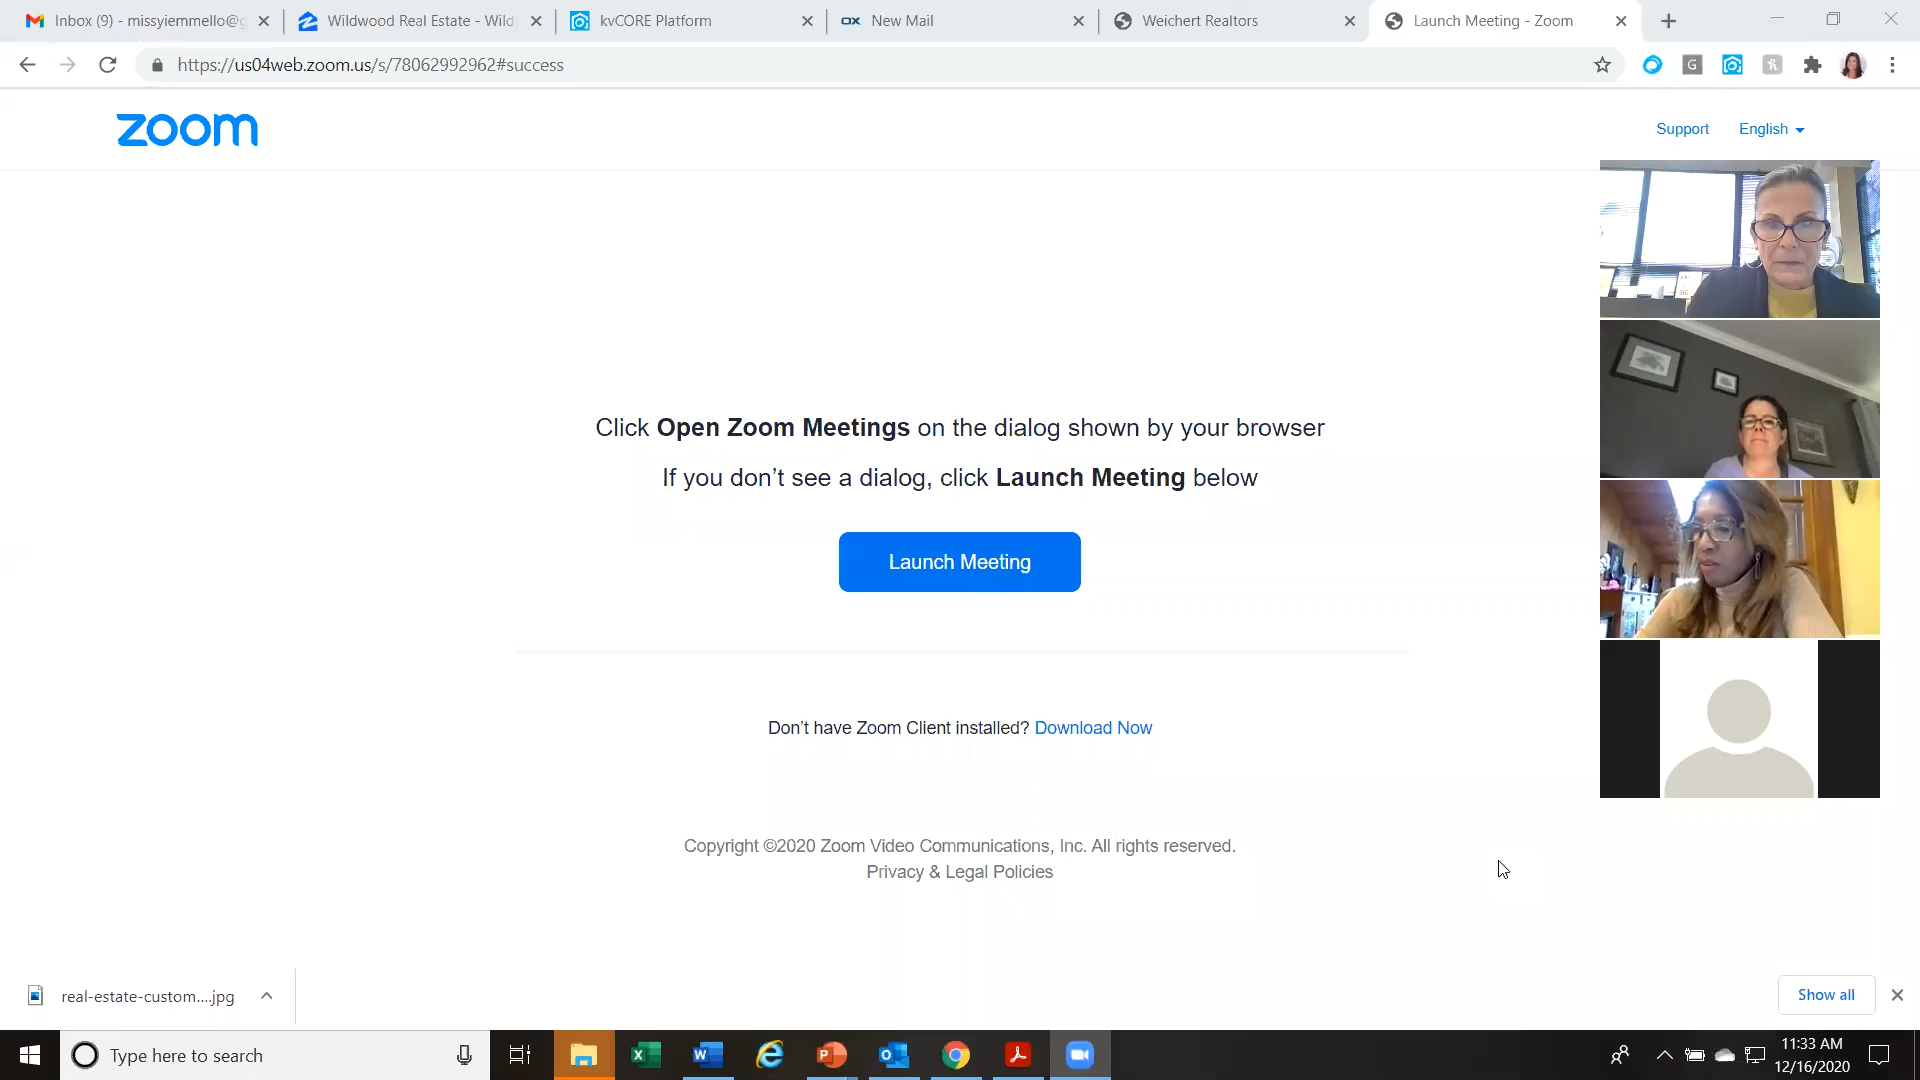 Inbox (9) - missyiemmello@g
Wildwood Real Estate - Wild
kvCORE Platform
OX New Mail
Weichert Realtors
Launch Meeting - Zoom
https://us04web.zoom.us/s/78062992962#success
G
zoom
Support
English
Click Open Zoom Meetings on the dialog shown by your browser
If you don’t see a dialog, click Launch Meeting below
Launch Meeting
Don’t have Zoom Client installed? Download Now
Copyright ©2020 Zoom Video Communications, Inc. All rights reserved.
Privacy & Legal Policies
real-estate-custom....jpg
Show all
Type here to search
11:33 AM
12/16/2020